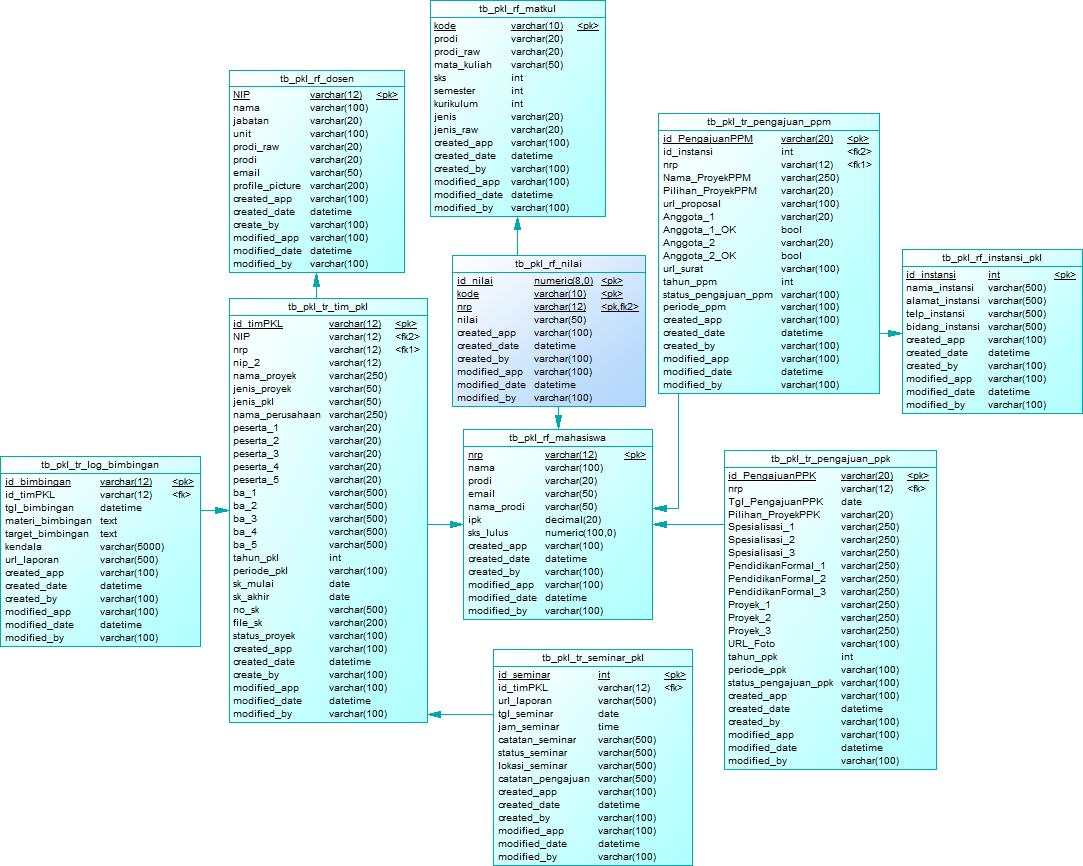 tb_pkl_rf_matkul
kode varchar(10) <pk>
prodi varchar(20)
prodi_raw varchar(20)
mata_kuliah varchar(50)
sks int
semester int
kurikulum int
jenis varchar(20)
jenis_raw varchar(20)
created_app varchar(100)
created_date datetime
created_by varchar(100)
modified_app varchar(100)
modified_date datetime
modified_by varchar(100)
tb_pkl_rf_dosen
NIP varchar(12) <pk>
nama varchar(100)
jabatan varchar(20)
unit varchar(100)
prodi_raw varchar(20)
prodi varchar(20)
email varchar(50)
profile_picture varchar(200)
created_app varchar(100)
created_date datetime
create_by varchar(100)
modified_app varchar(100)
modified_date datetime
modified_by varchar(100)
tb_pkl_tr_pengajuan_ppm
id_PengajuanPPM varchar(20) <pk>
id_instansi int <fk2>
nrp varchar(12) <fk1>
Nama_ProyekPPM varchar(250)
Pilihan_ProyekPPM varchar(20)
url_proposal varchar(100)
Anggota_1 varchar(20)
Anggota_1_OK bool
Anggota_2 varchar(20)
Anggota_2_OK bool
url_surat varchar(100)
tahun_ppm int
status_pengajuan_ppm varchar(100)
periode_ppm varchar(100)
created_app varchar(100)
created_date datetime
created_by varchar(100)
modified_app varchar(100)
modified_date datetime
modified_by varchar(100)
tb_pkl_rf_instansi_pkl
id_instansi int <pk>
nama_instansi varchar(500)
alamat_instansi varchar(500)
telp_instansi varchar(500)
bidang_instansi varchar(500)
created_app varchar(100)
created_date datetime
created_by varchar(100)
modified_app varchar(100)
modified_date datetime
modified_by varchar(100)
tb_pkl_rf_nilai
id_nilai numeric(8,0) <pk>
kode varchar(10) <pk>
nrp varchar(12) <pk,fk2>
nilai varchar(50)
created_app varchar(100)
created_date datetime
created_by varchar(100)
modified_app varchar(100)
modified_date datetime
modified_by varchar(100)
tb_pkl_tr_tim_pkl
id_timPKL varchar(12) <pk>
NIP varchar(12) <fk2>
nrp varchar(12) <fk1>
nip_2 varchar(12)
nama_proyek varchar(250)
jenis_proyek varchar(50)
jenis_pkl varchar(50)
nama_perusahaan varchar(250)
peserta_1 varchar(20)
peserta_2 varchar(20)
peserta_3 varchar(20)
peserta_4 varchar(20)
peserta_5 varchar(20)
ba_1 varchar(500)
ba_2 varchar(500)
ba_3 varchar(500)
ba_4 varchar(500)
ba_5 varchar(500)
tahun_pkl int
periode_pkl varchar(100)
sk_mulai date
sk_akhir date
no_sk varchar(500)
file_sk varchar(200)
status_proyek varchar(100)
created_app varchar(100)
created_date datetime
create_by varchar(100)
modified_app varchar(100)
modified_date datetime
modified_by varchar(100)
tb_pkl_rf_mahasiswa
nrp varchar(12) <pk>
nama varchar(100)
prodi varchar(20)
email varchar(50)
nama_prodi varchar(50)
ipk decimal(20)
sks_lulus numeric(100,0)
created_app varchar(100)
created_date datetime
created_by varchar(100)
modified_app varchar(100)
modified_date datetime
modified_by varchar(100)
tb_pkl_tr_log_bimbingan
id_bimbingan varchar(12) <pk>
id_timPKL varchar(12) <fk>
tgl_bimbingan datetime
materi_bimbingan text
target_bimbingan text
kendala varchar(5000)
url_laporan varchar(500)
created_app varchar(100)
created_date datetime
created_by varchar(100)
modified_app varchar(100)
modified_date datetime
modified_by varchar(100)
tb_pkl_tr_pengajuan_ppk
id_PengajuanPPK varchar(20) <pk>
nrp varchar(12) <fk>
Tgl_PengajuanPPK date
Pilihan_ProyekPPK varchar(20)
Spesialisasi_1 varchar(250)
Spesialisasi_2 varchar(250)
Spesialisasi_3 varchar(250)
PendidikanFormal_1 varchar(250)
PendidikanFormal_2 varchar(250)
PendidikanFormal_3 varchar(250)
Proyek_1 varchar(250)
Proyek_2 varchar(250)
Proyek_3 varchar(250)
URL_Foto varchar(100)
tahun_ppk int
periode_ppk varchar(100)
status_pengajuan_ppk varchar(100)
created_app varchar(100)
created_date datetime
created_by varchar(100)
modified_app varchar(100)
modified_date datetime
modified_by varchar(100)
tb_pkl_tr_seminar_pkl
id_seminar int <pk>
id_timPKL varchar(12) <fk>
url_laporan varchar(500)
tgl_seminar date
jam_seminar time
catatan_seminar varchar(500)
status_seminar varchar(500)
lokasi_seminar varchar(500)
catatan_pengajuan varchar(500)
created_app varchar(100)
created_date datetime
created_by varchar(100)
modified_app varchar(100)
modified_date datetime
modified_by varchar(100)